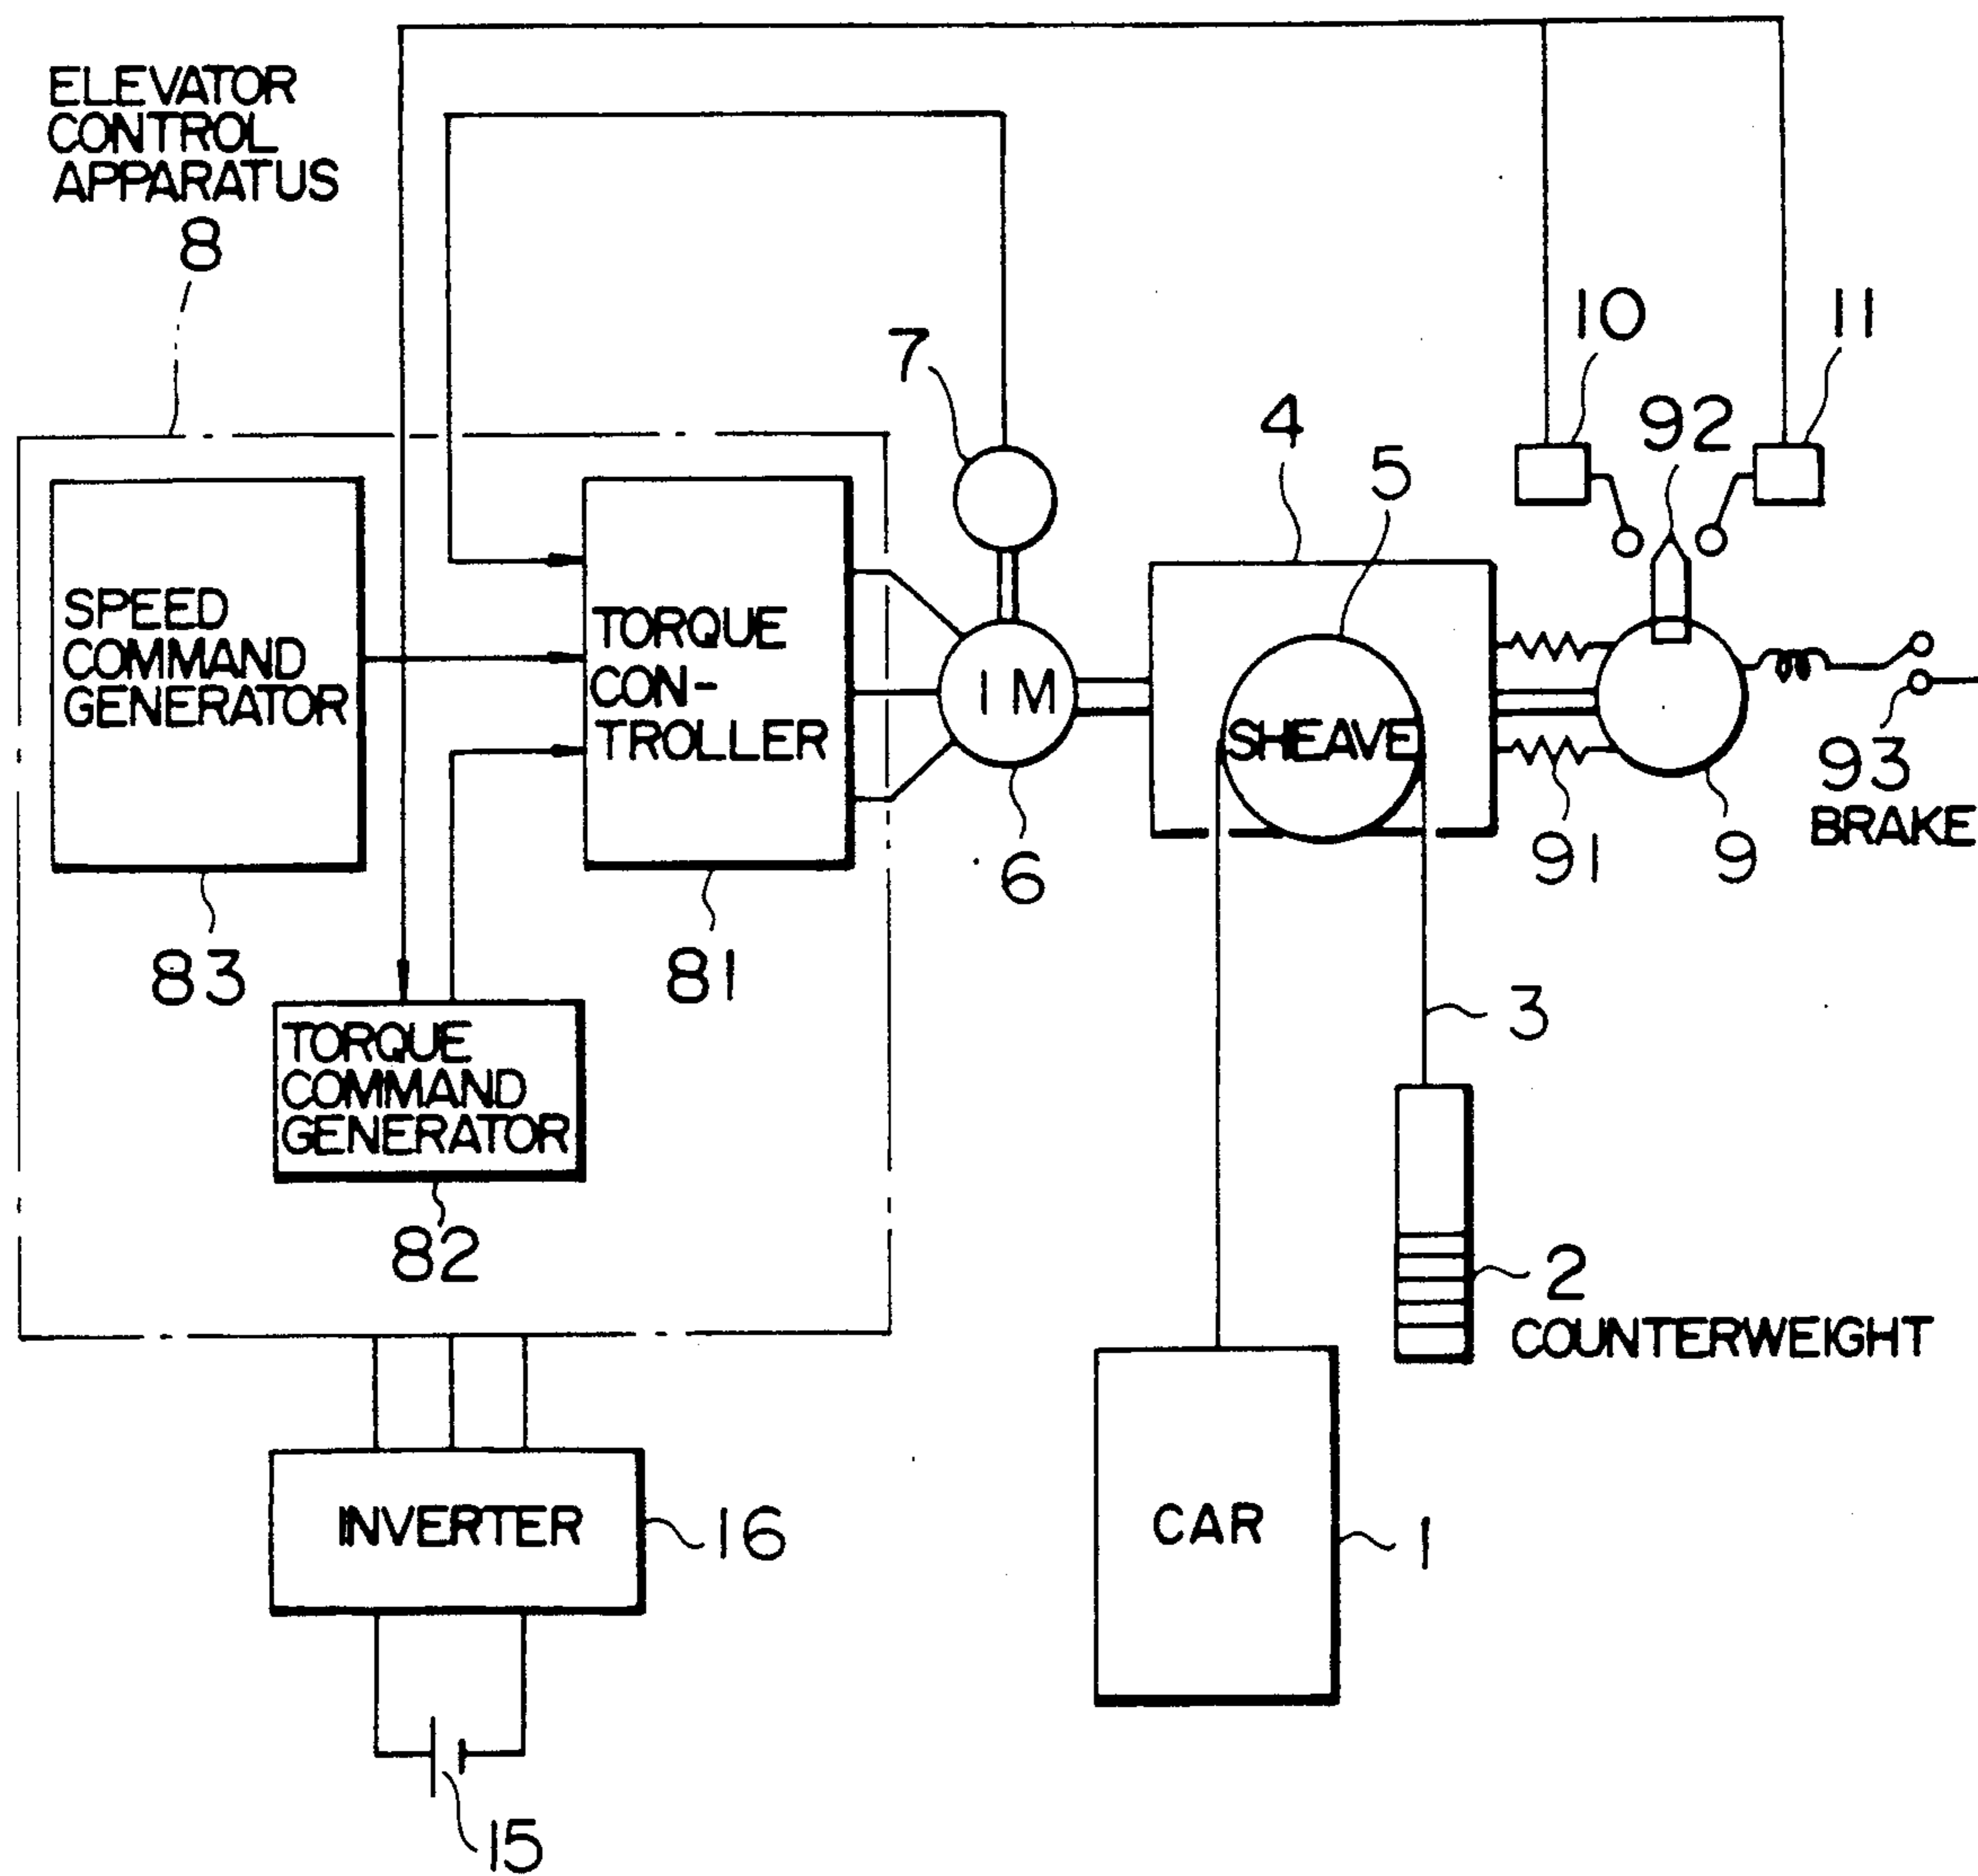 ELEVATOR
CONTROL
APPARATUS
8
7
10
11
92
4
5
SPEED
COMMAND
GENERATOR
TORQUE
CON-
TROLLER
IM
SHEAVE
93
BRAKE
6
91
9
83
81
3
TORQUE
COMMAND
GENERATOR
82
2
COUNTERWEIGHT
INVERTER
16
CAR
1
15